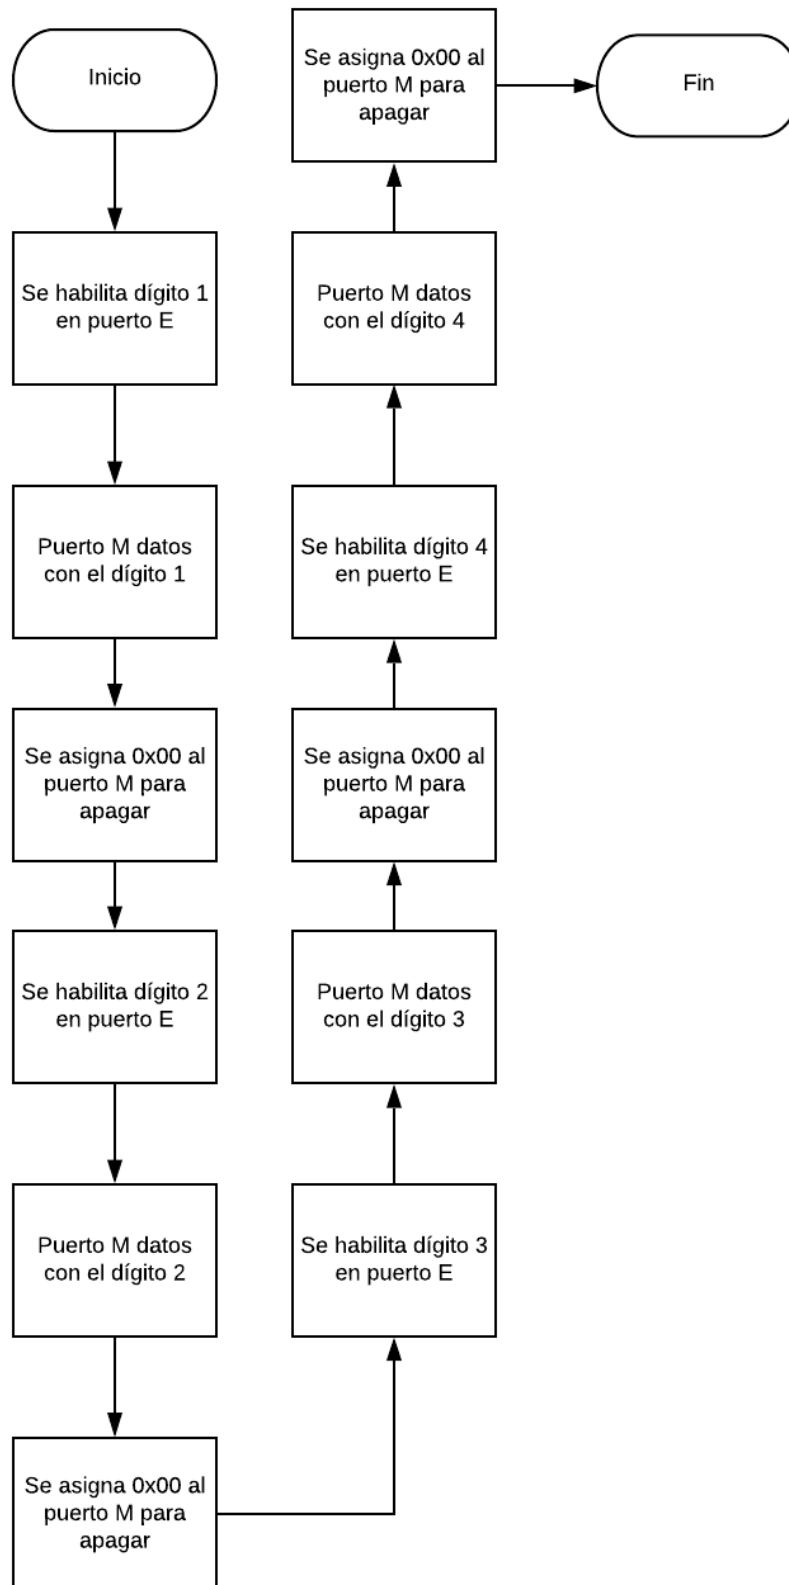 Inicio
Se habilita dígito 1
en puerto E
Puerto M datos
con el dígito 1
Se asigna 0x00 al
puerto M para
apagar
Se habilita dígito 2
en puerto E
Puerto M datos
con el dígito 2
Se asigna 0x00 al
puerto M para
apagar
Se habilita dígito 3
en puerto E
Puerto M datos
con el dígito 3
Se asigna 0x00 al
puerto M para
apagar
Se habilita dígito 4
en puerto E
Puerto M datos
con el dígito 4
Se asigna 0x00 al
puerto M para
apagar
Fin